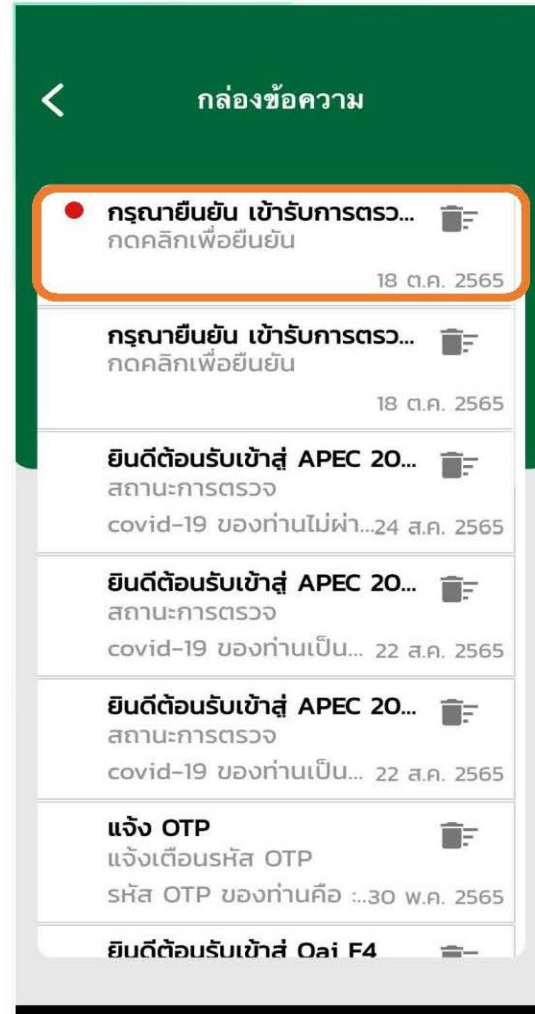 กล่องข้อความ
กรุณายืนยัน เข้ารับการตรว...
กดคลิกเพื่อยืนยัน
18 ต.ค. 2565
กรุณายืนยัน เข้ารับการตรว...
กดคลิกเพื่อยืนยัน
18 ต.ค. 2565
ยินดีต้อนรับเข้าสู่ APEC 20...
สถานะการตรวจ
covid-19 ของท่านไม่ผ่า...24 ส.ค. 2565
ยินดีต้อนรับเข้าสู่ APEC 20...
สถานะการตรวจ
covid-19 ของท่านเป็น... 22 ส.ค. 2565
ยินดีต้อนรับเข้าสู่ APEC 20...
สถานะการตรวจ
covid-19 ของท่านเป็น... 22 ส.ค. 2565
แจ้ง OTP
แจ้งเตือนรหัส OTP
รหัส OTP ของท่านคือ :..30 พ.ค. 2565
ยินดีต้อนรับเข้าสู่